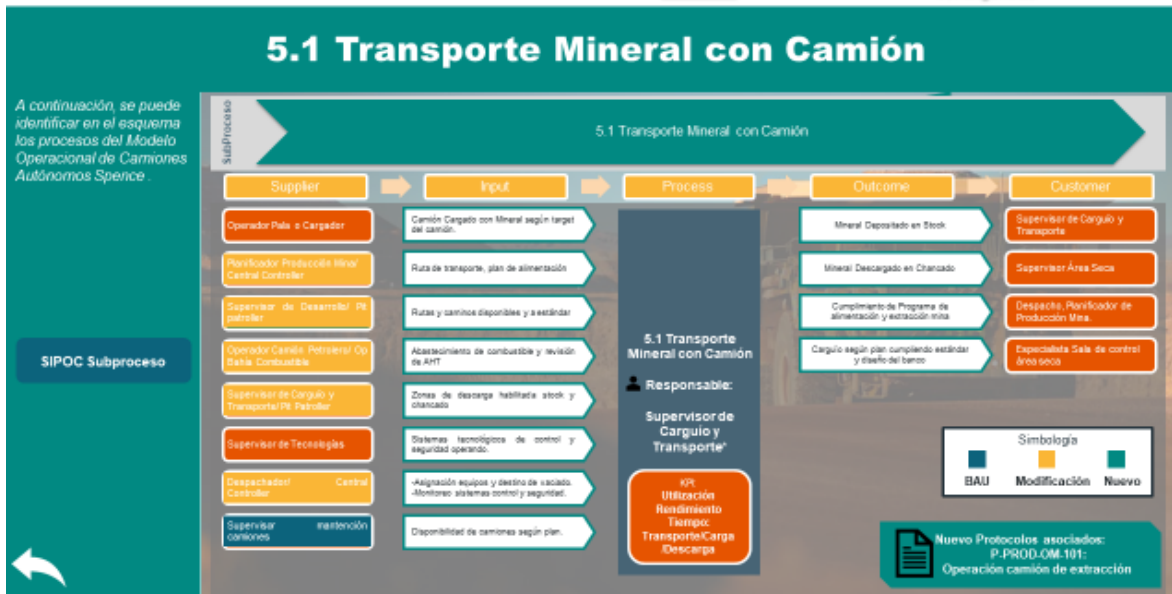 5.1 Transporte Mineral con Camión
A continuación, se puede
identificar en el esquema
los procesos del Modelo
Operacional de Camiones
Autónomos Spence .
SIPOC Subproceso
SubProceso
5.1 Transporte Mineral con Camión
Supplier
Input
Process
Outcome
Customer
Operador Pala o Cargador
Planificador Producción Mina/
Central Controller
Supervisor de Desarrollo/ Pit
patroller
Operador Camión Petrolero/ Op
Bahía Combustible
Supervisor de Carguío y
Transporte/ Pit Patroller
Supervisor de Tecnologías
Despachador/ Central
Controller
Supervisor mantención
camiones
Camión Cargado con Mineral según target
del camión.
Ruta de transporte, plan de alimentación
Rutas y caminos disponibles y a estándar
Abastecimiento de combustible y revisión
de AHT
Zonas de descarga habilitada stock y
chancado
Sistemas tecnológicos de control y
seguridad operando.
-Asignación equipos y destino de vaciado.
-Monitoreo sistemas control y seguridad.
Disponibilidad de camiones según plan.
5.1 Transporte
Mineral con Camión
Responsable:
Supervisor de
Carguío y
Transporte*
KPI:
Utilización
Rendimiento
Tiempo:
Transporte/Carga
/Descarga
Mineral Depositado en Stock
Mineral Descargado en Chancado
Cumplimiento de Programa de
alimentación y extracción mina
Carguío según plan cumpliendo estándar
y diseño del banco
Supervisor de Carguío y
Transporte
Supervisor Área Seca
Despacho, Planificador de
Producción Mina.
Especialista Sala de control
área seca
Simbología
BAU
Modificación
Nuevo
Nuevo Protocolos asociados:
P-PROD-OM-101:
Operación camión de extracción